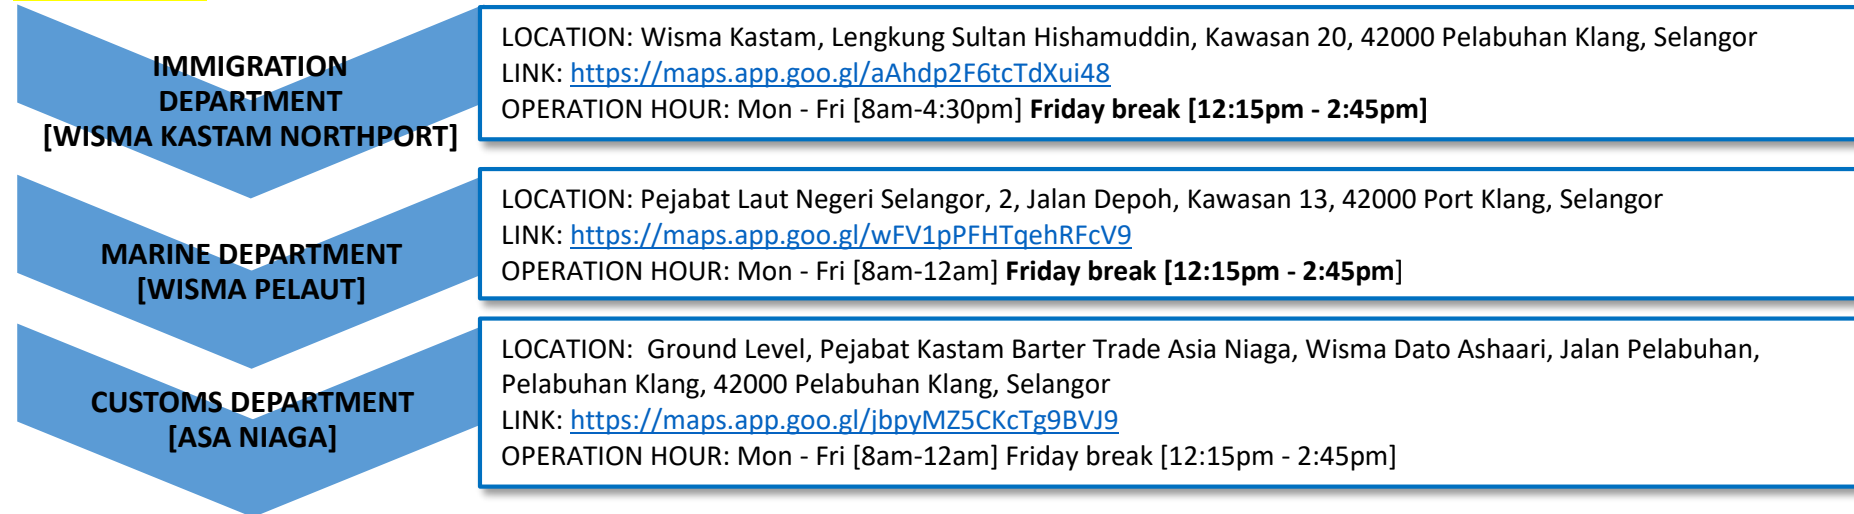 IMMIGRATION
DEPARTMENT
[WISMA KASTAM NORTHPORT]
LOCATION: Wisma Kastam, Lengkung Sultan Hishamuddin, Kawasan 20, 42000 Pelabuhan Klang, Selangor
LINK: https://maps.app.goo.gl/aAhdp2F6tcTdXui48
OPERATION HOUR: Mon - Fri [8am-4:30pm] Friday break [12:15pm - 2:45pm]
MARINE DEPARTMENT
[WISMA PELAUT]
LOCATION: Pejabat Laut Negeri Selangor, 2, Jalan Depoh, Kawasan 13, 42000 Port Klang, Selangor
LINK: https://maps.app.goo.gl/wFV1pPFHTqehRFcV9
OPERATION HOUR: Mon - Fri [8am-12am] Friday break [12:15pm - 2:45pm]
CUSTOMS DEPARTMENT
[ASA NIAGA]
LOCATION: Ground Level, Pejabat Kastam Barter Trade Asia Niaga, Wisma Dato Ashaari, Jalan Pelabuhan,
Pelabuhan Klang, 42000 Pelabuhan Klang, Selangor
LINK: https://maps.app.goo.gl/jbpyMZ5CKcTg9BVJ9
OPERATION HOUR: Mon - Fri [8am-12am] Friday break [12:15pm - 2:45pm]